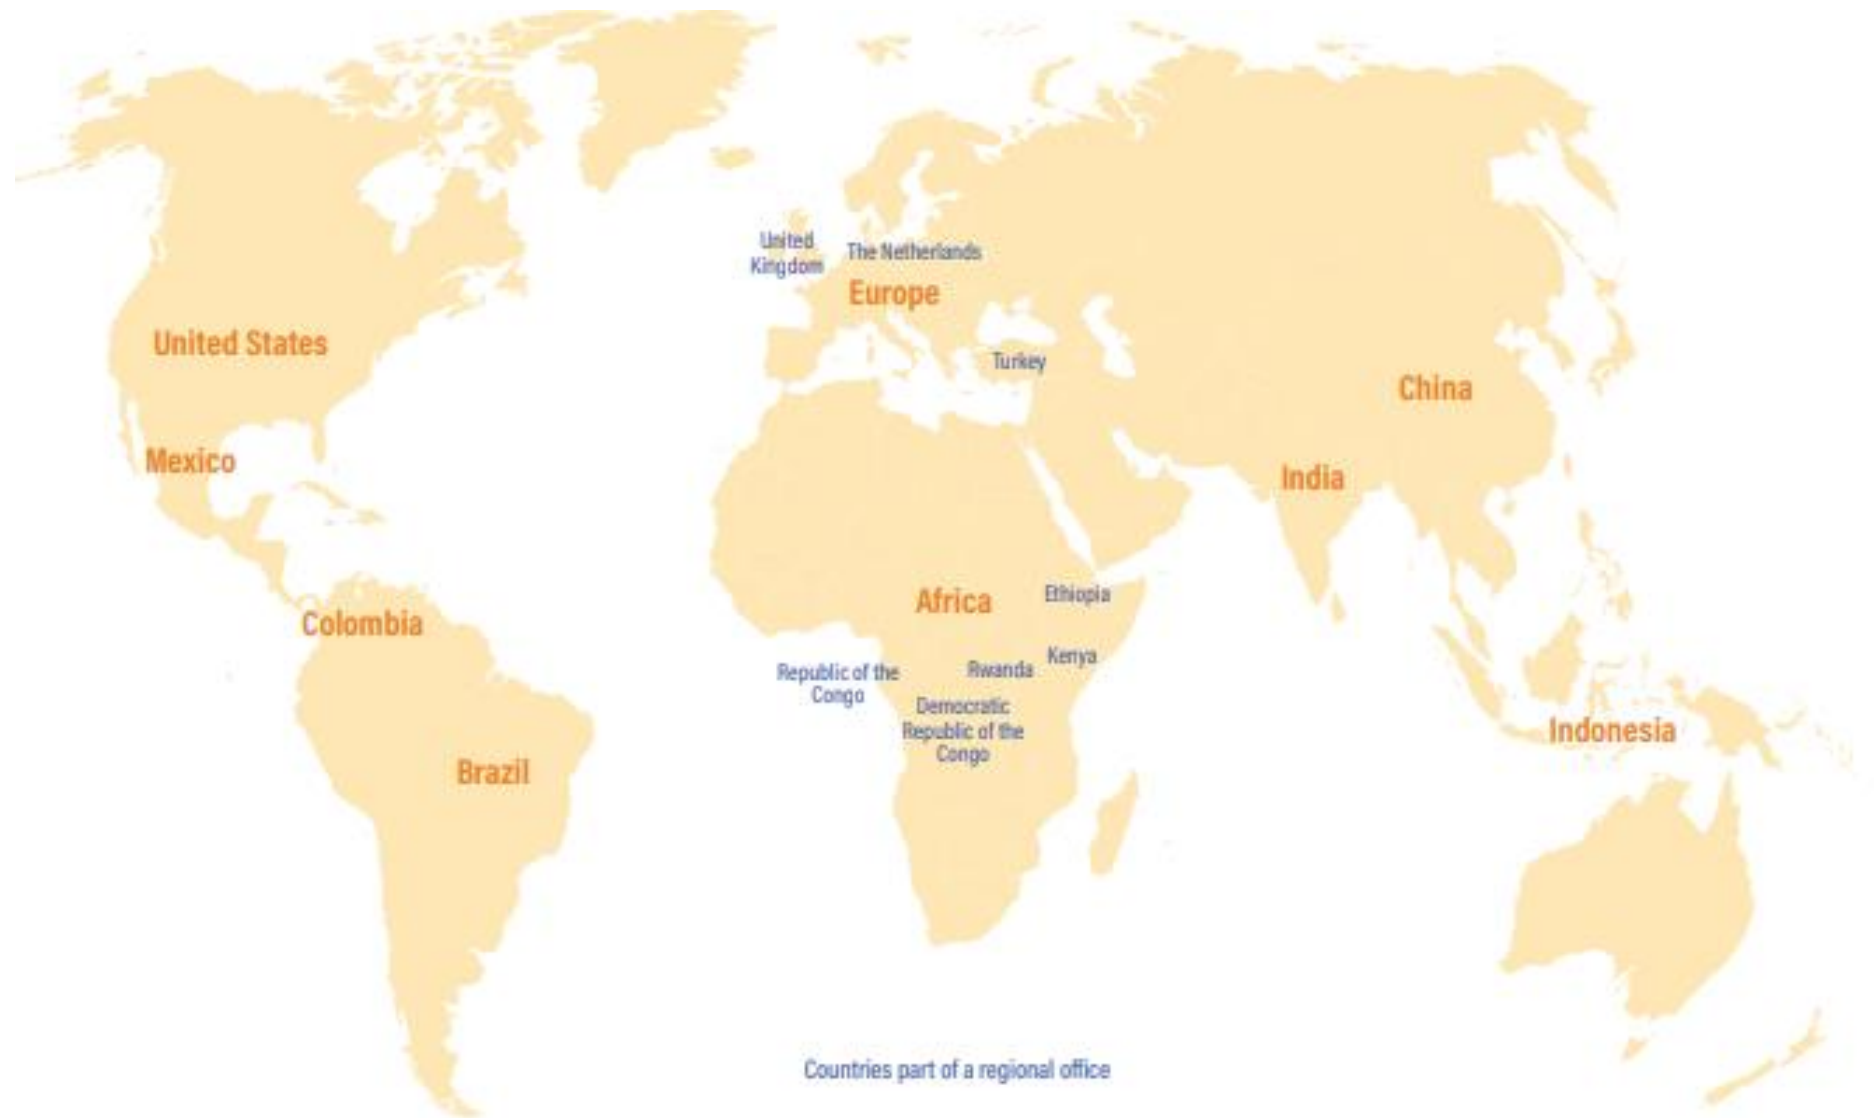 United
Kingdom
The Netherlands
Europe
United States
Turkey
China
Mexico
India
Africa
Ethiopia
Colombia
Kenya
Republic of the
Congo
Rwanda
Democratic
Republic of the
Congo
Indonesia
Brazil
Countries part of a regional office